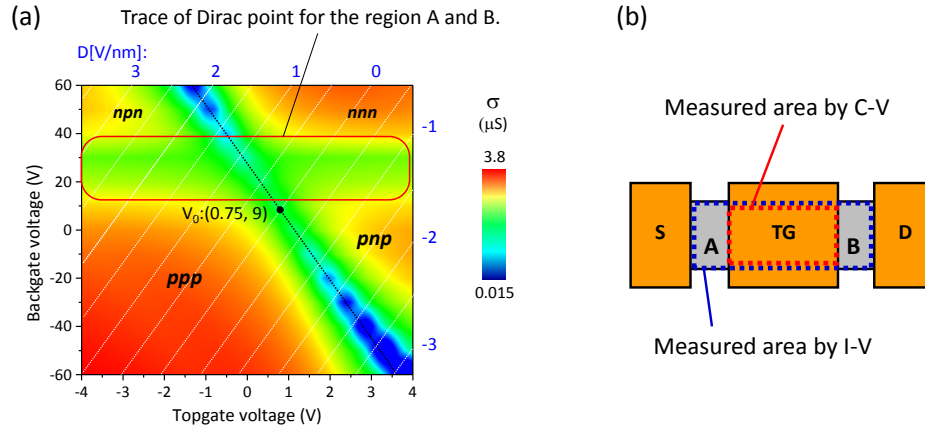 (a)
Trace of Dirac point for the region A and B.
D[V/nm]:
3 2 1 0
60
40
20
0
-20
-40
-60
Backgate voltage (V)
npn
nnn
V0:(0.75, 9)
pnp
ppp
-1
-2
-3
-4 -3 -2 -1 0 1 2 3 4
Topgate voltage (V)
σ
(μS)
3.8
0.015
(b)
Measured area by C-V
S
A
TG
B
D
Measured area by I-V